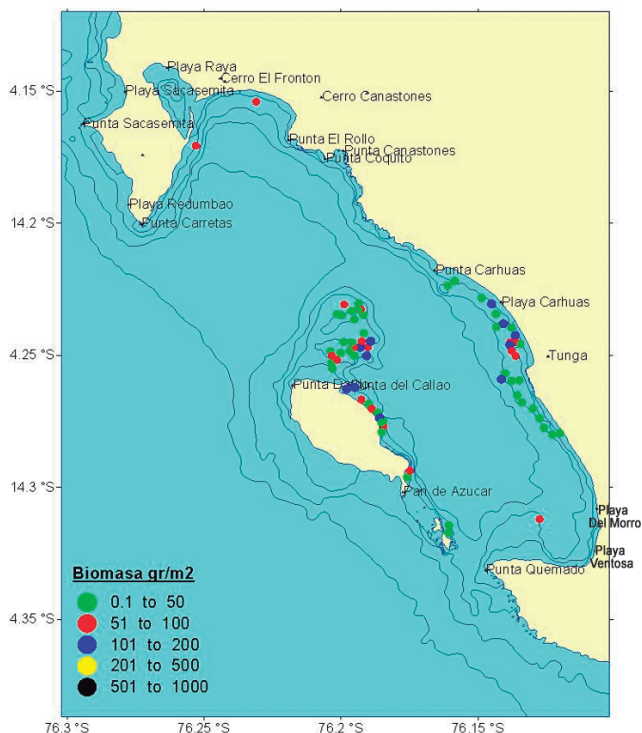 Playa Raya
Cerro El Fronton
4.15 °S
Playa Sacasemita
Cerro Canastones
Punta Sacasemita
Punta El Rollo
Punta Canastones
Punta Coquito
Playa Redumbao
14.2 °S
Punta Carretas
Punta Carhuas
Playa Carhuas
4.25 °S
Tunga
Punta del Callao
14.3 °S
Pan de Azucar
Playa
Del Morro
Playa
Ventosa
Punta Quemado
Biomasa gr/m2
0.1 to 50
51 to 100
101 to 200
201 to 500
501 to 1000
4.35 °S
76.3 °S
76.25 °S
76.2 °S
76.15 °S